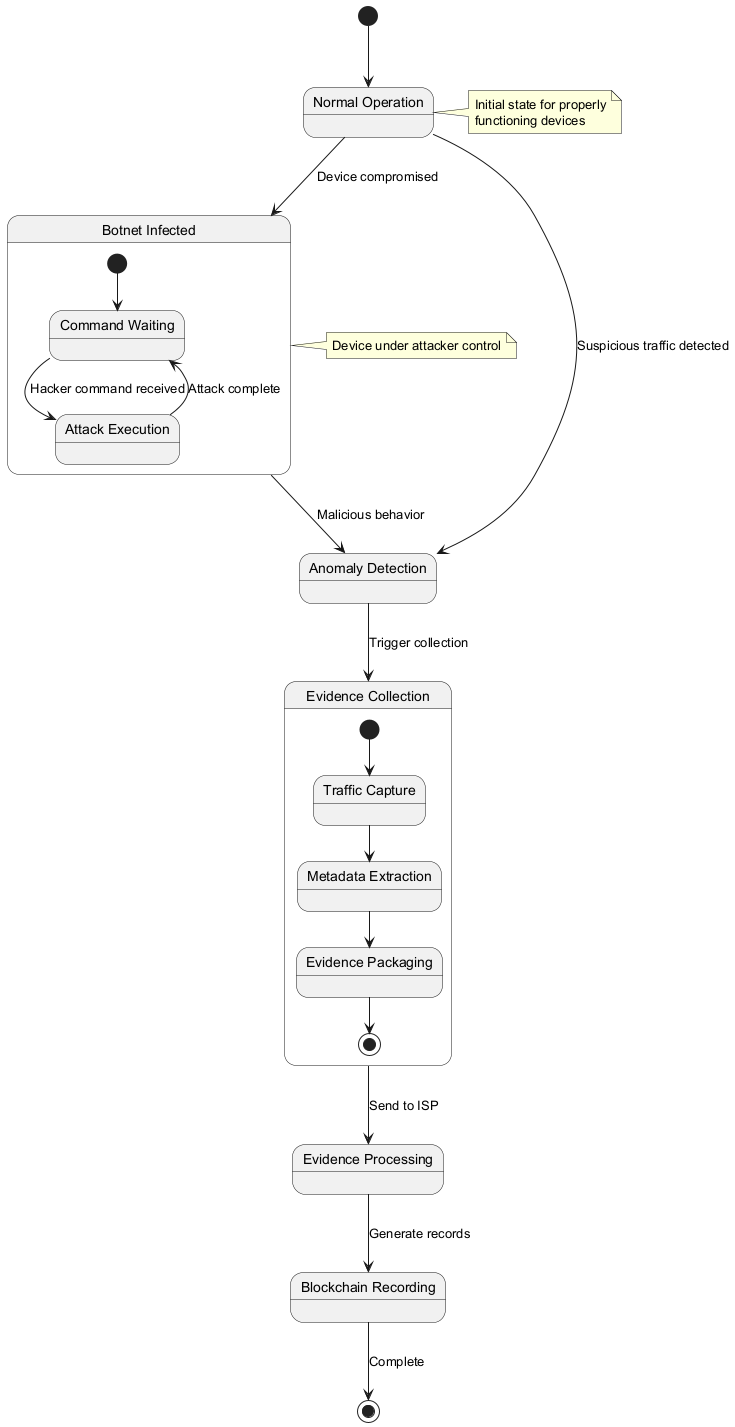 Normal Operation
Initial state for properly
functioning devices
Device compromised
Botnet Infected
Command Waiting
Device under attacker control
Suspicious traffic detected
Hacker command received
Attack complete
Attack Execution
Malicious behavior
Anomaly Detection
Trigger collection
Evidence Collection
Traffic Capture
Metadata Extraction
Evidence Packaging
Send to ISP
Evidence Processing
Generate records
Blockchain Recording
Complete